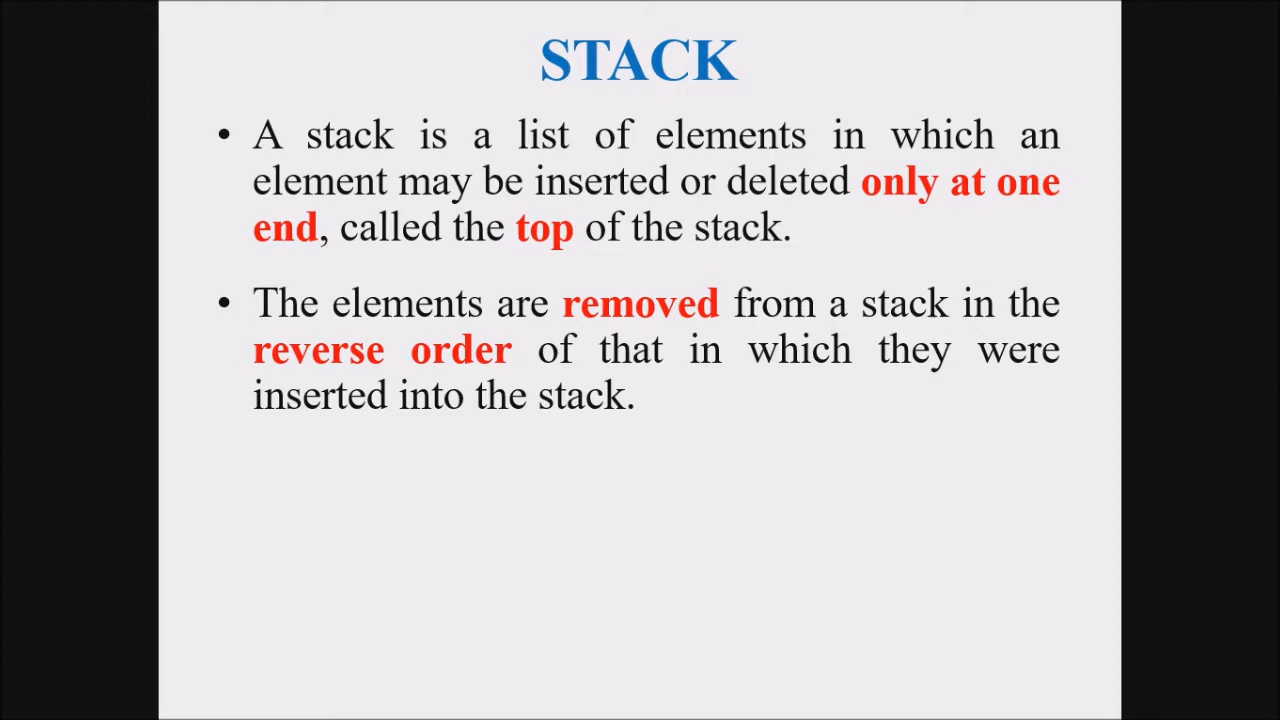 STACK
• A stack is a list of elements in which an
element may be inserted or deleted only at one
end, called the top of the stack.
• The elements are removed from a stack in the
reverse order of that in which they were
inserted into the stack.